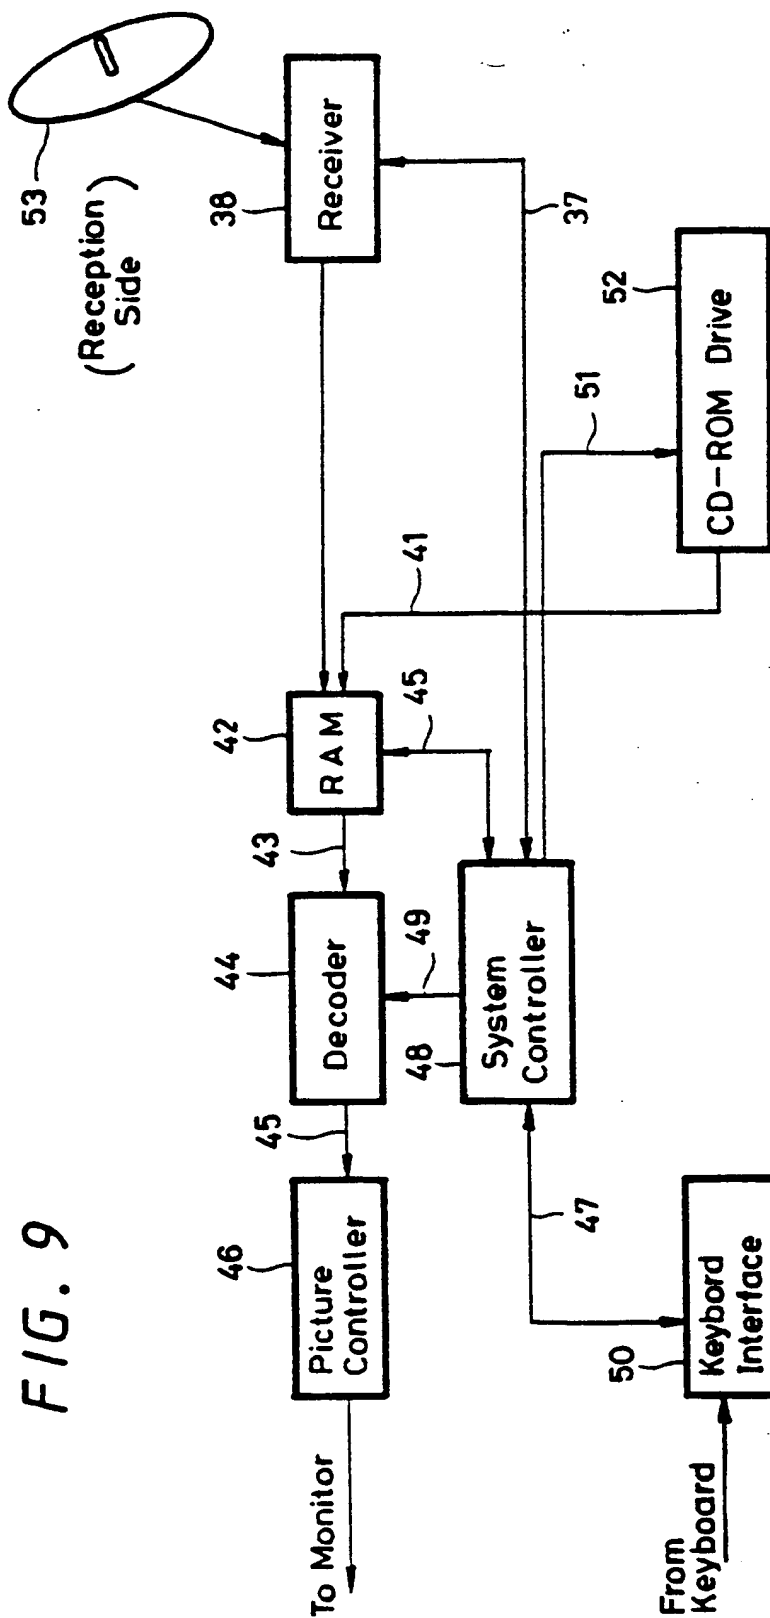 FIG. 9
(Reception
Side)
53
38
Receiver
37
42
RAM
41
45
43
44
Decoder
49
48
System
Controller
51
52
CD-ROM Drive
45
46
Picture
Controller
To Monitor
47
50
Keybord
Interface
From
Keyboard